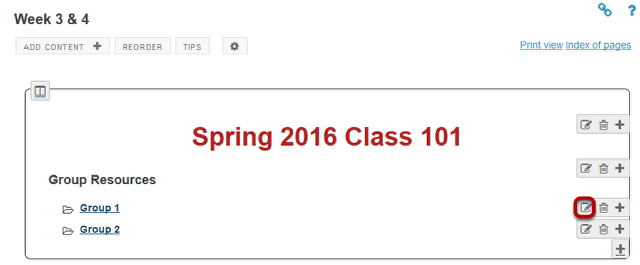 Week 3 & 4
ADD CONTENT + REORDER TIPS
Print view Index of pages
Spring 2016 Class 101
Group Resources
Group 1
Group 2